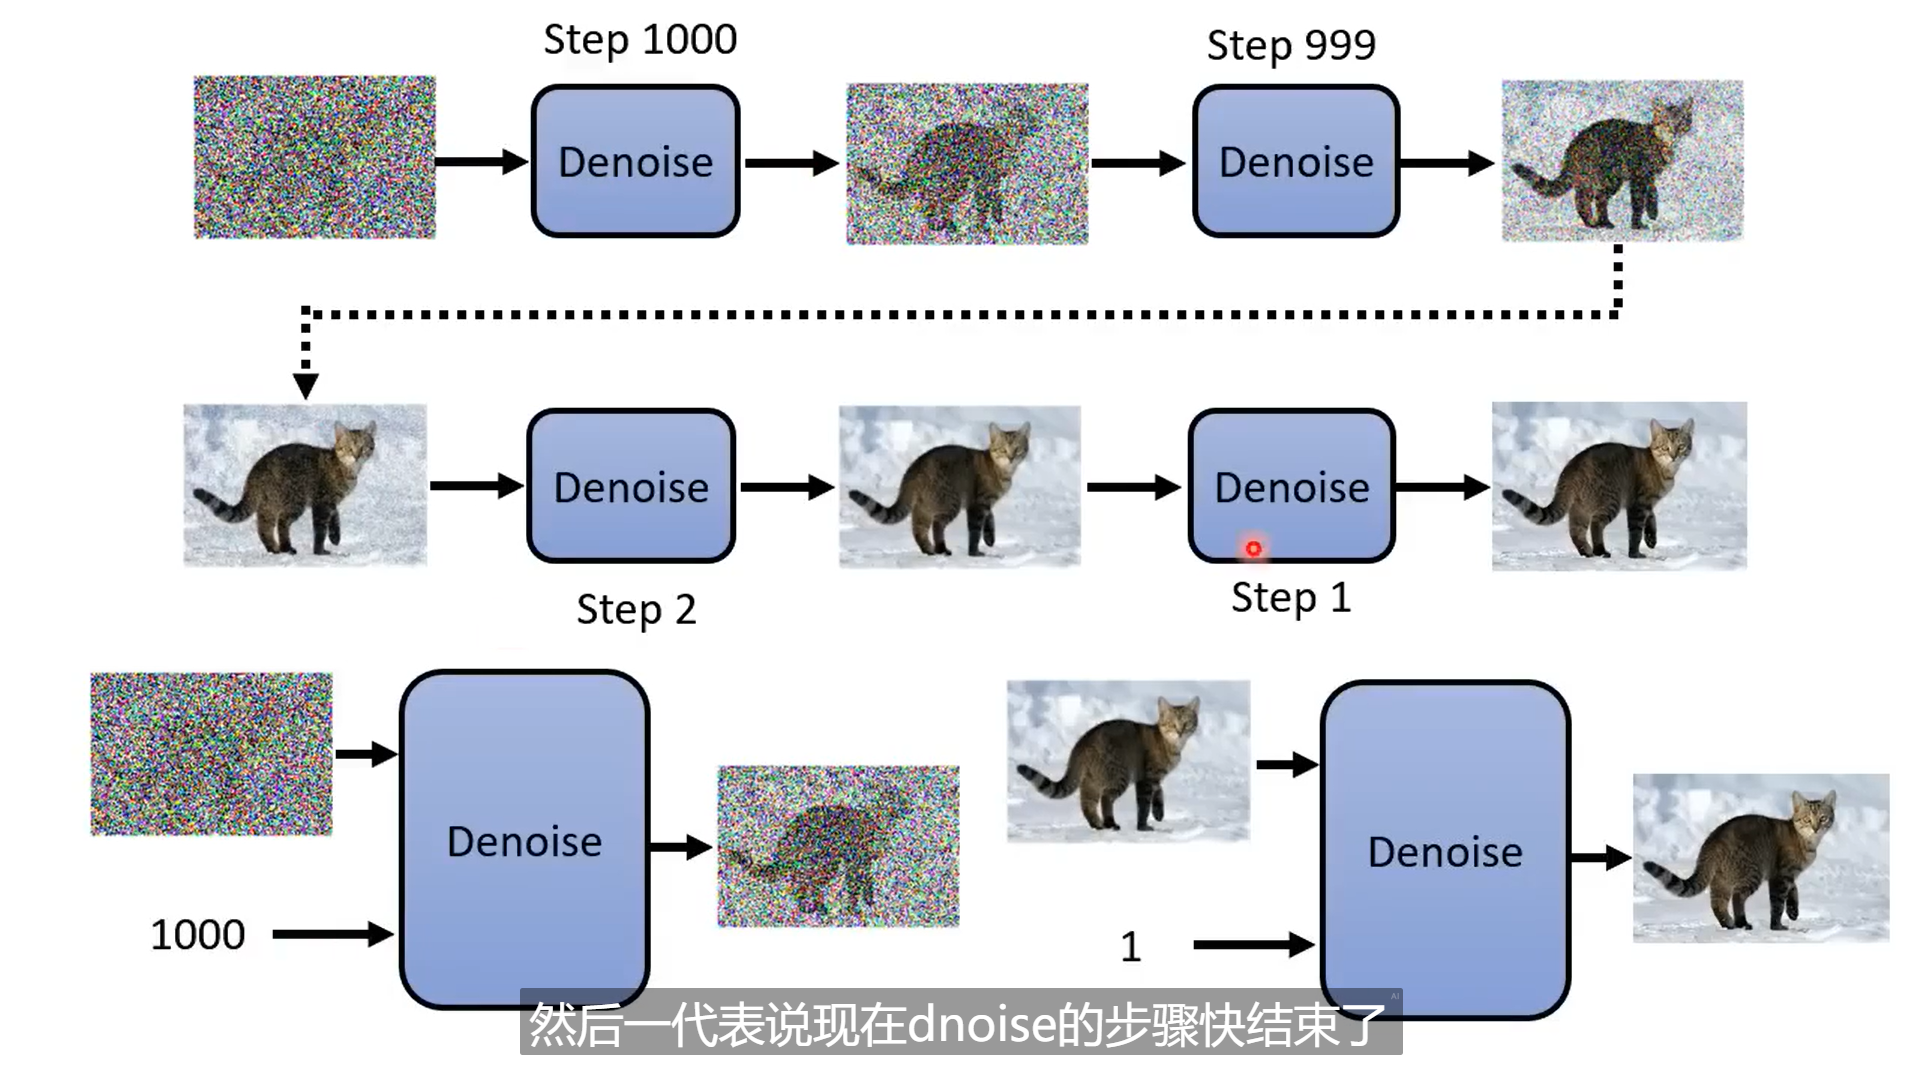 Step 1000
Step 999
Denoise
Denoise
Denoise
Denoise
Step 2
Step 1
Denoise
Denoise
1000
1
然后一代表说现在dnoise的步骤快结束了
AI